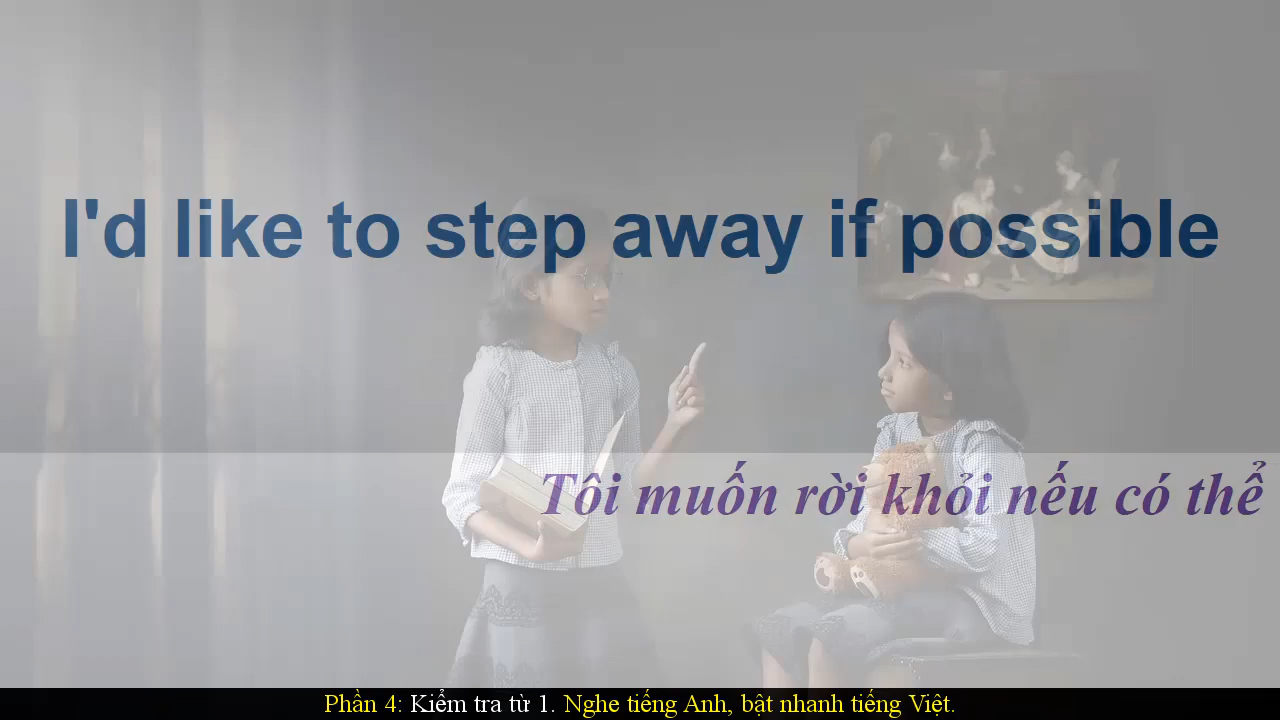 I'd like to step away if possible
Tôi muốn rời khỏi nếu có thể
Phần 4: Kiểm tra từ 1. Nghe tiếng Anh, bật nhanh tiếng Việt.